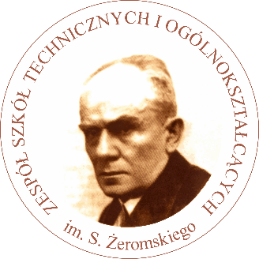 ZESPÓŁ SZKÓŁ TECHNICZNYCH I OGÓLNOKSZTAŁCĄCYCH
im. S. Żeromskiego